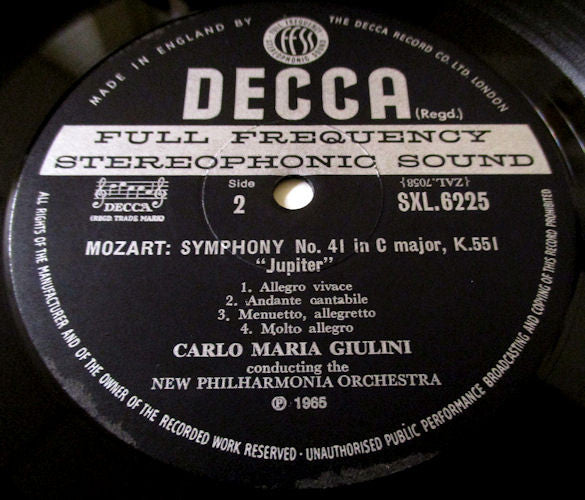 MADE IN ENGLAND BY
THE DECCA RECORD CO. LTD. LONDON
FULL FREQUENCY
FFSS
STEREOPHONIC SOUND
DECCA (Regd.)
FULL FREQUENCY
STEREOPHONIC SOUND
DECCA
(REGD. TRADE MARK)
Side
2
{ZAL.7058}
SXL.6225
MOZART: SYMPHONY No. 41 in C major, K.551
“Jupiter”
1. Allegro vivace
2. Andante cantabile
3. Menuetto, allegretto
4. Molto allegro
CARLO MARIA GIULINI
conducting the
NEW PHILHARMONIA ORCHESTRA
℗ 1965
ALL RIGHTS OF THE MANUFACTURER AND OF THE OWNER OF THE RECORDED WORK RESERVED · UNAUTHORISED PUBLIC PERFORMANCE BROADCASTING AND COPYING OF THIS RECORD PROHIBITED